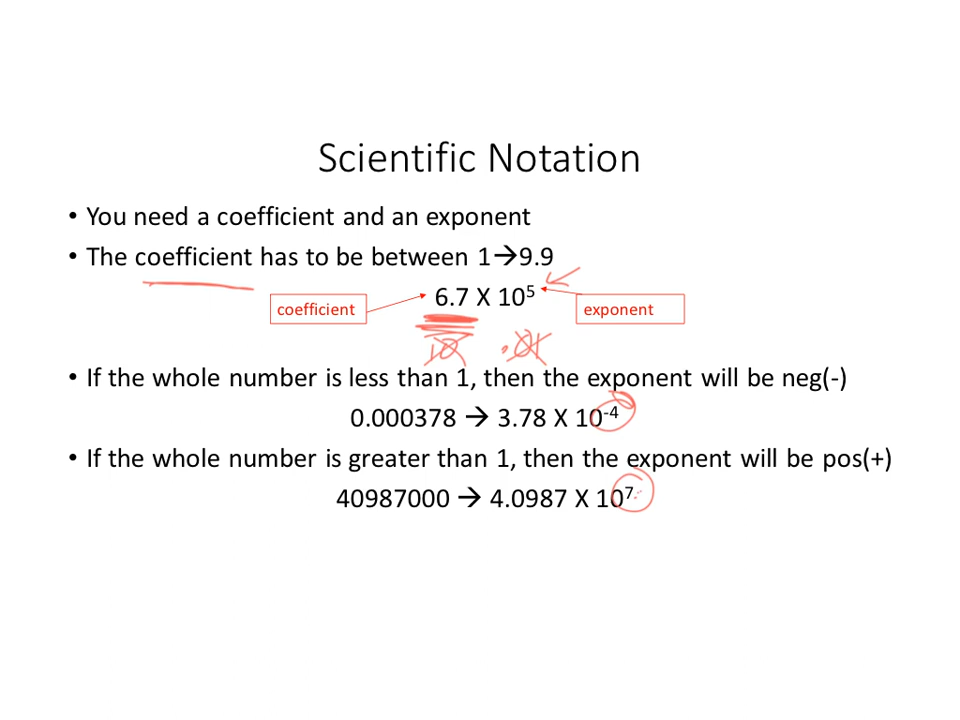 Scientific Notation
• You need a coefficient and an exponent
• The coefficient has to be between 1→9.9
6.7 X 10⁵
coefficient
exponent
• If the whole number is less than 1, then the exponent will be neg(-)
0.000378 → 3.78 X 10⁻⁴
• If the whole number is greater than 1, then the exponent will be pos(+)
40987000 → 4.0987 X 10⁷